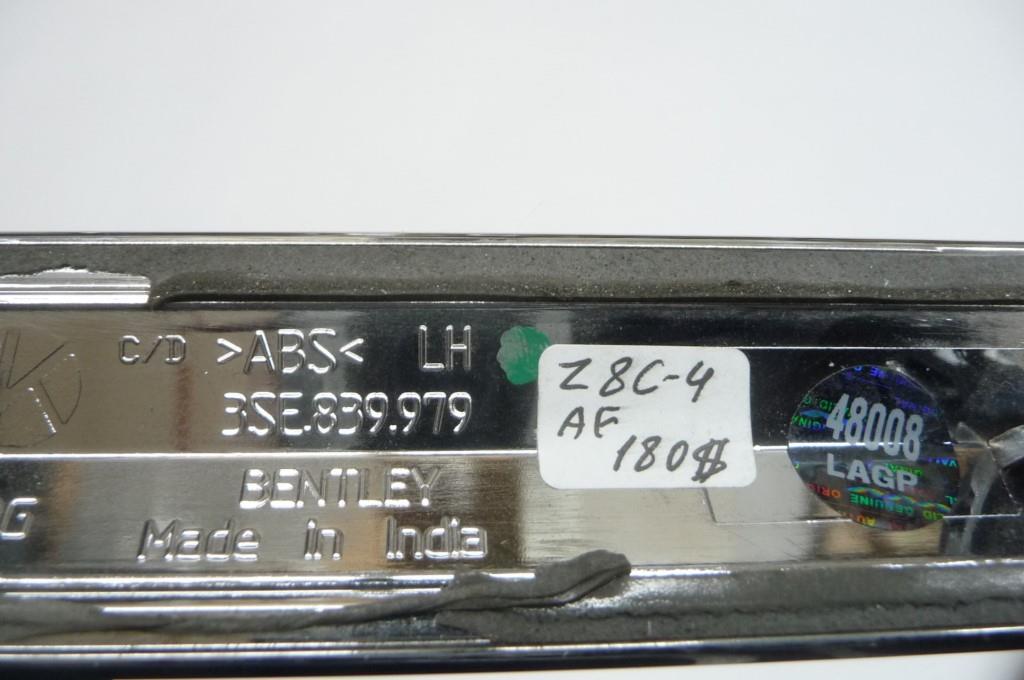 C/D >ABS< LH
3SE.839.979
BENTLEY
Made in India
G
Z8C-4
AF
180$
48008
LAGP